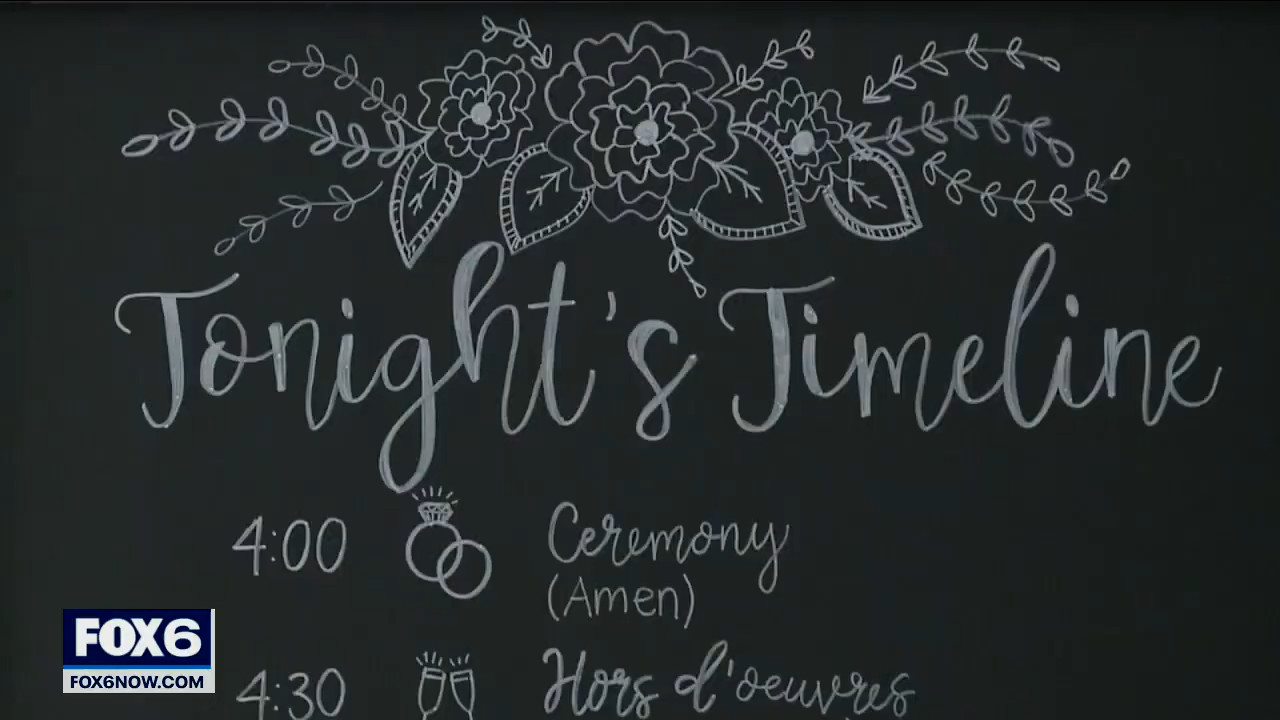 Tonight's Timeline
4:00 Ceremony
(Amen)
4:30 Hors d'oeuvres
FOX6
FOX6NOW.COM